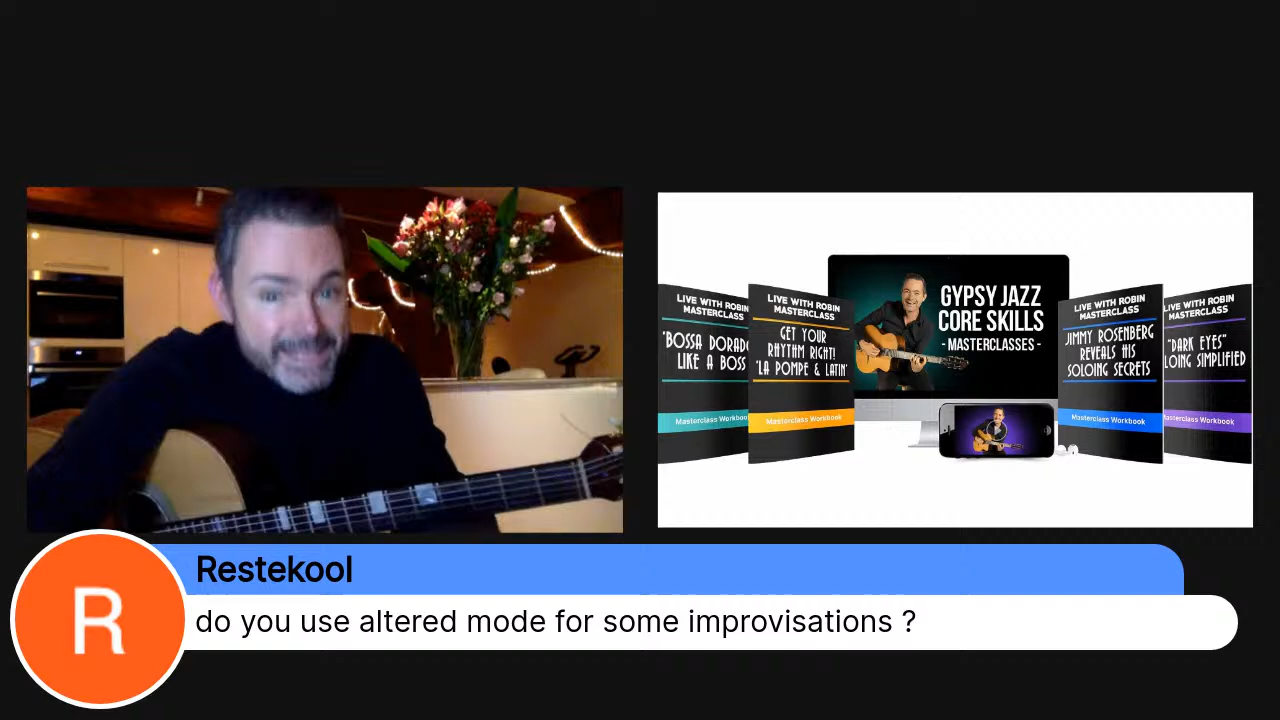 LIVE WITH ROBIN
MASTERCLASS
"BOSSA DORADO
LIKE A BOSS
Masterclass Workboo
LIVE WITH ROBIN
MASTERCLASS
GET YOUR
RHYTHM RIGHT!
"LA POMPE & LATIN"
Masterclass Workbook
GYPSY JAZZ
CORE SKILLS
- MASTERCLASSES -
LIVE WITH ROBIN
MASTERCLASS
JIMMY ROSENBERG
REVEALS HIS
SOLOING SECRETS
Masterclass Workbook
LIVE WITH ROBIN
MASTERCLASS
"DARK EYES"
LOING SIMPLIFIED
Masterclass Workbook
R
Restekool
do you use altered mode for some improvisations ?